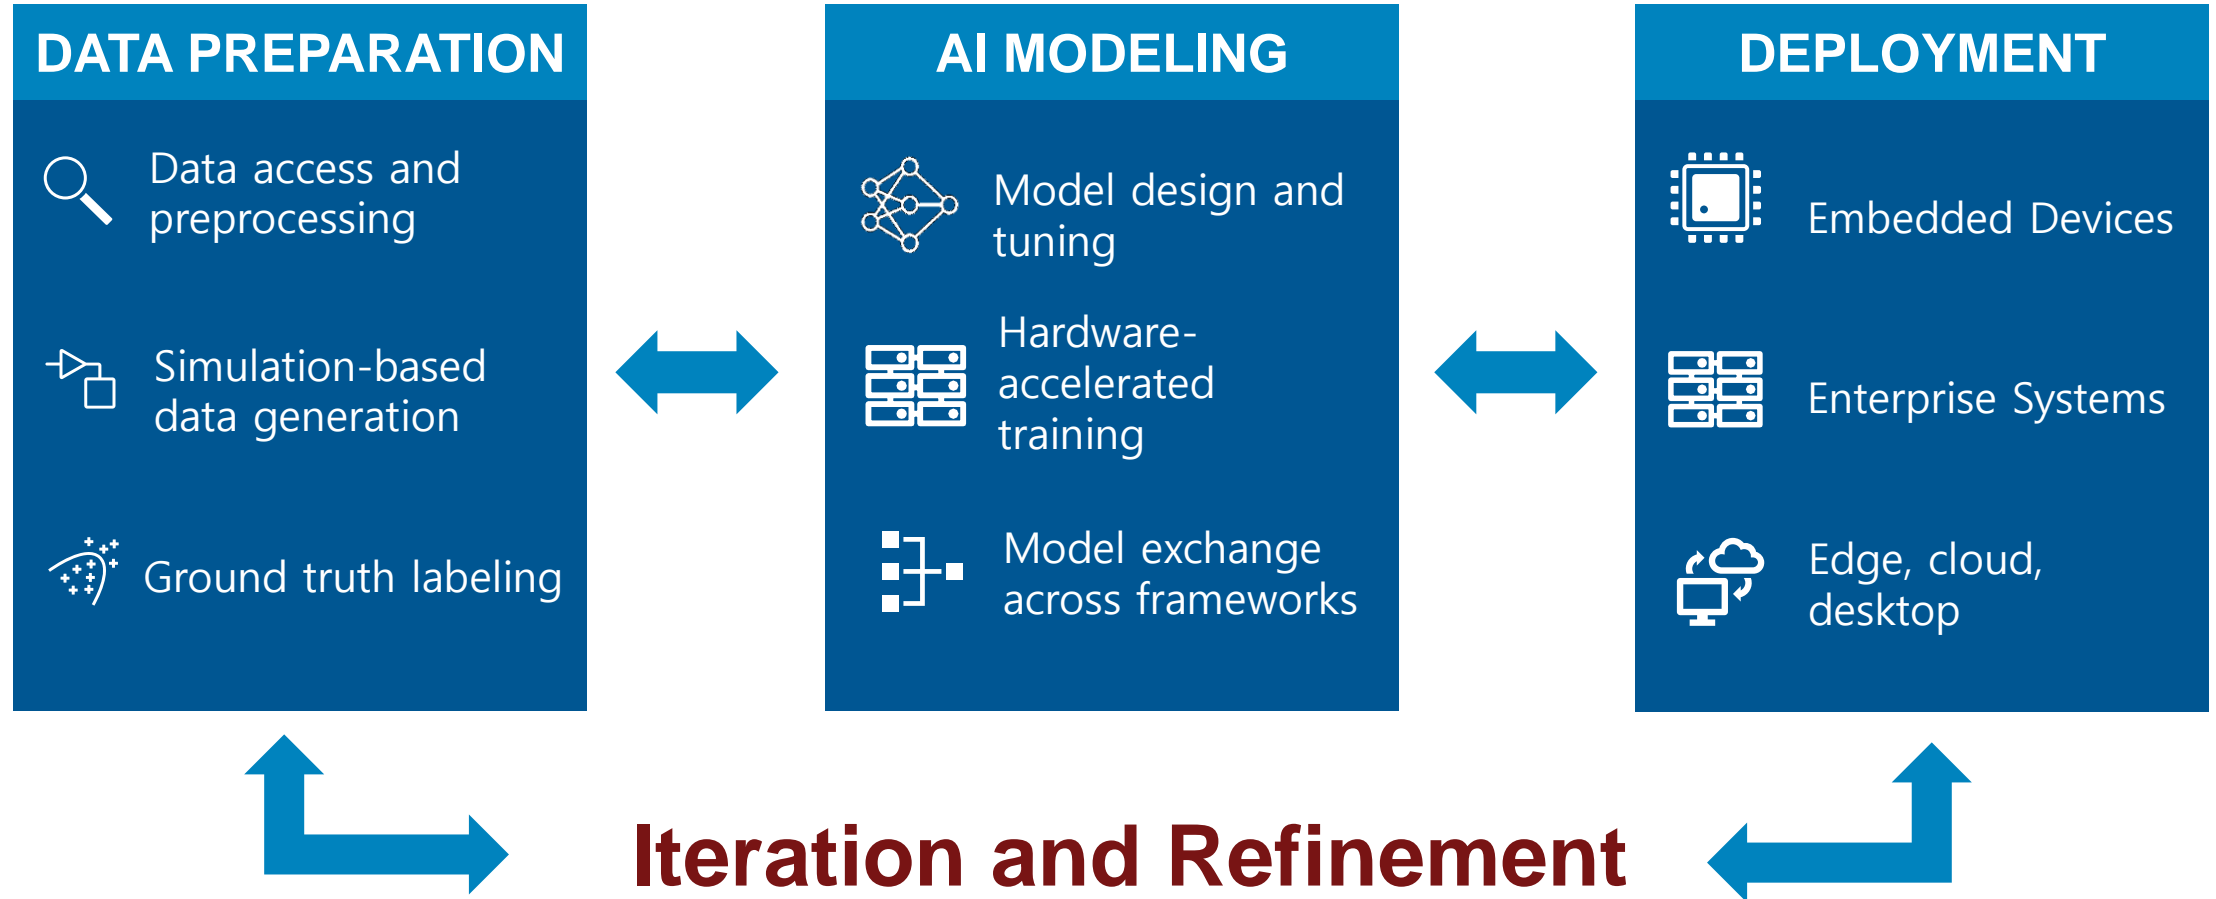 DATA PREPARATION
Data access and
preprocessing
Simulation-based
data generation
Ground truth labeling
AI MODELING
Model design and
tuning
Hardware-
accelerated
training
Model exchange
across frameworks
DEPLOYMENT
Embedded Devices
Enterprise Systems
Edge, cloud,
desktop
Iteration and Refinement